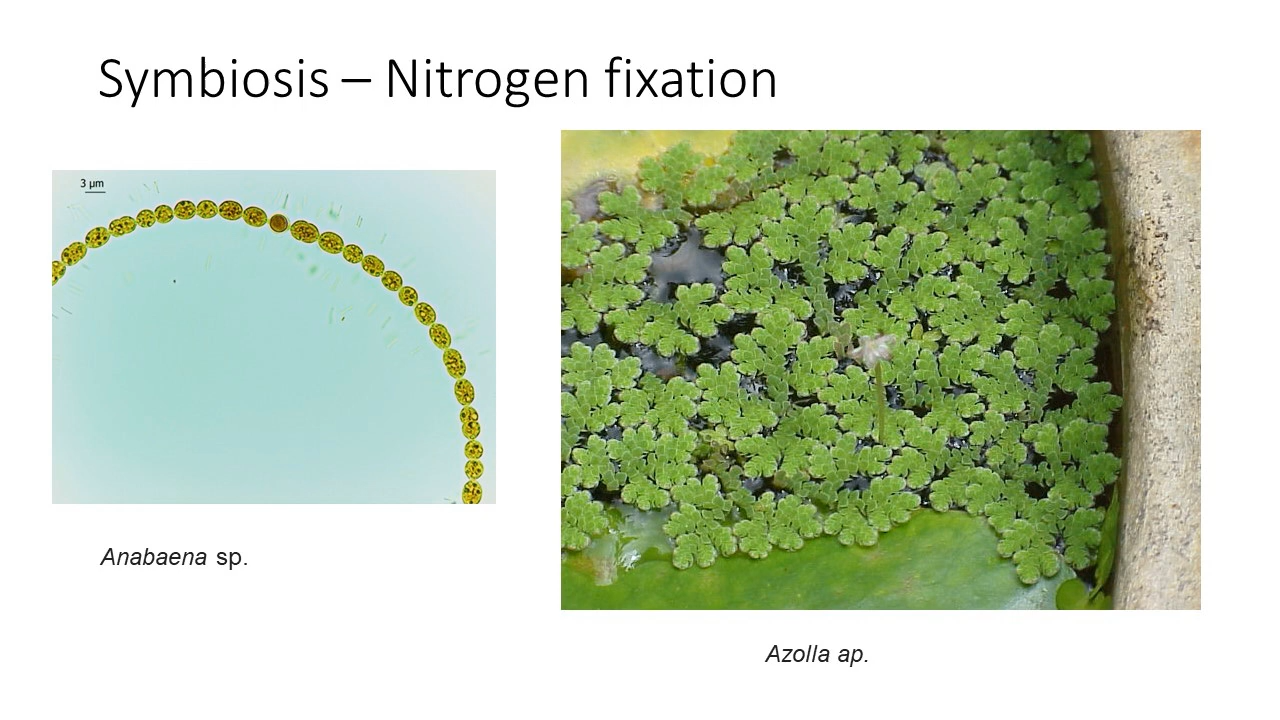 Symbiosis – Nitrogen fixation
3 µm
Anabaena sp.
Azolla ap.